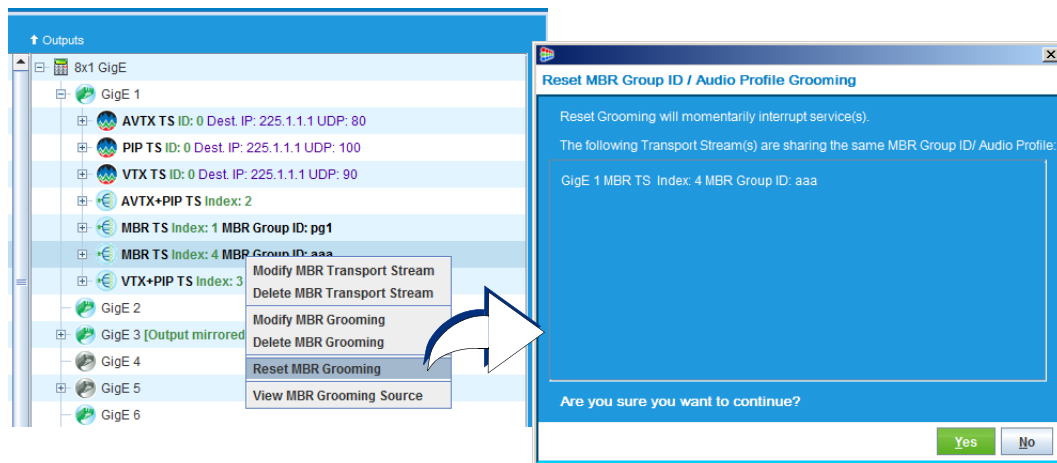 Outputs
8x1 GigE
GigE 1
AVTX TS ID: 0 Dest. IP: 225.1.1.1 UDP: 80
PIP TS ID: 0 Dest. IP: 225.1.1.1 UDP: 100
VTX TS ID: 0 Dest. IP: 225.1.1.1 UDP: 90
AVTX+PIP TS Index: 2
MBR TS Index: 1 MBR Group ID: pg1
MBR TS Index: 4 MBR Group ID: aaa
VTX+PIP TS Index: 3
GigE 2
GigE 3 [Output mirrored
GigE 4
GigE 5
GigE 6
Modify MBR Transport Stream
Delete MBR Transport Stream
Modify MBR Grooming
Delete MBR Grooming
Reset MBR Grooming
View MBR Grooming Source
Reset MBR Group ID / Audio Profile Grooming
Reset Grooming will momentarily interrupt service(s).
The following Transport Stream(s) are sharing the same MBR Group ID/ Audio Profile:
GigE 1 MBR TS Index: 4 MBR Group ID: aaa
Are you sure you want to continue?
Yes
No